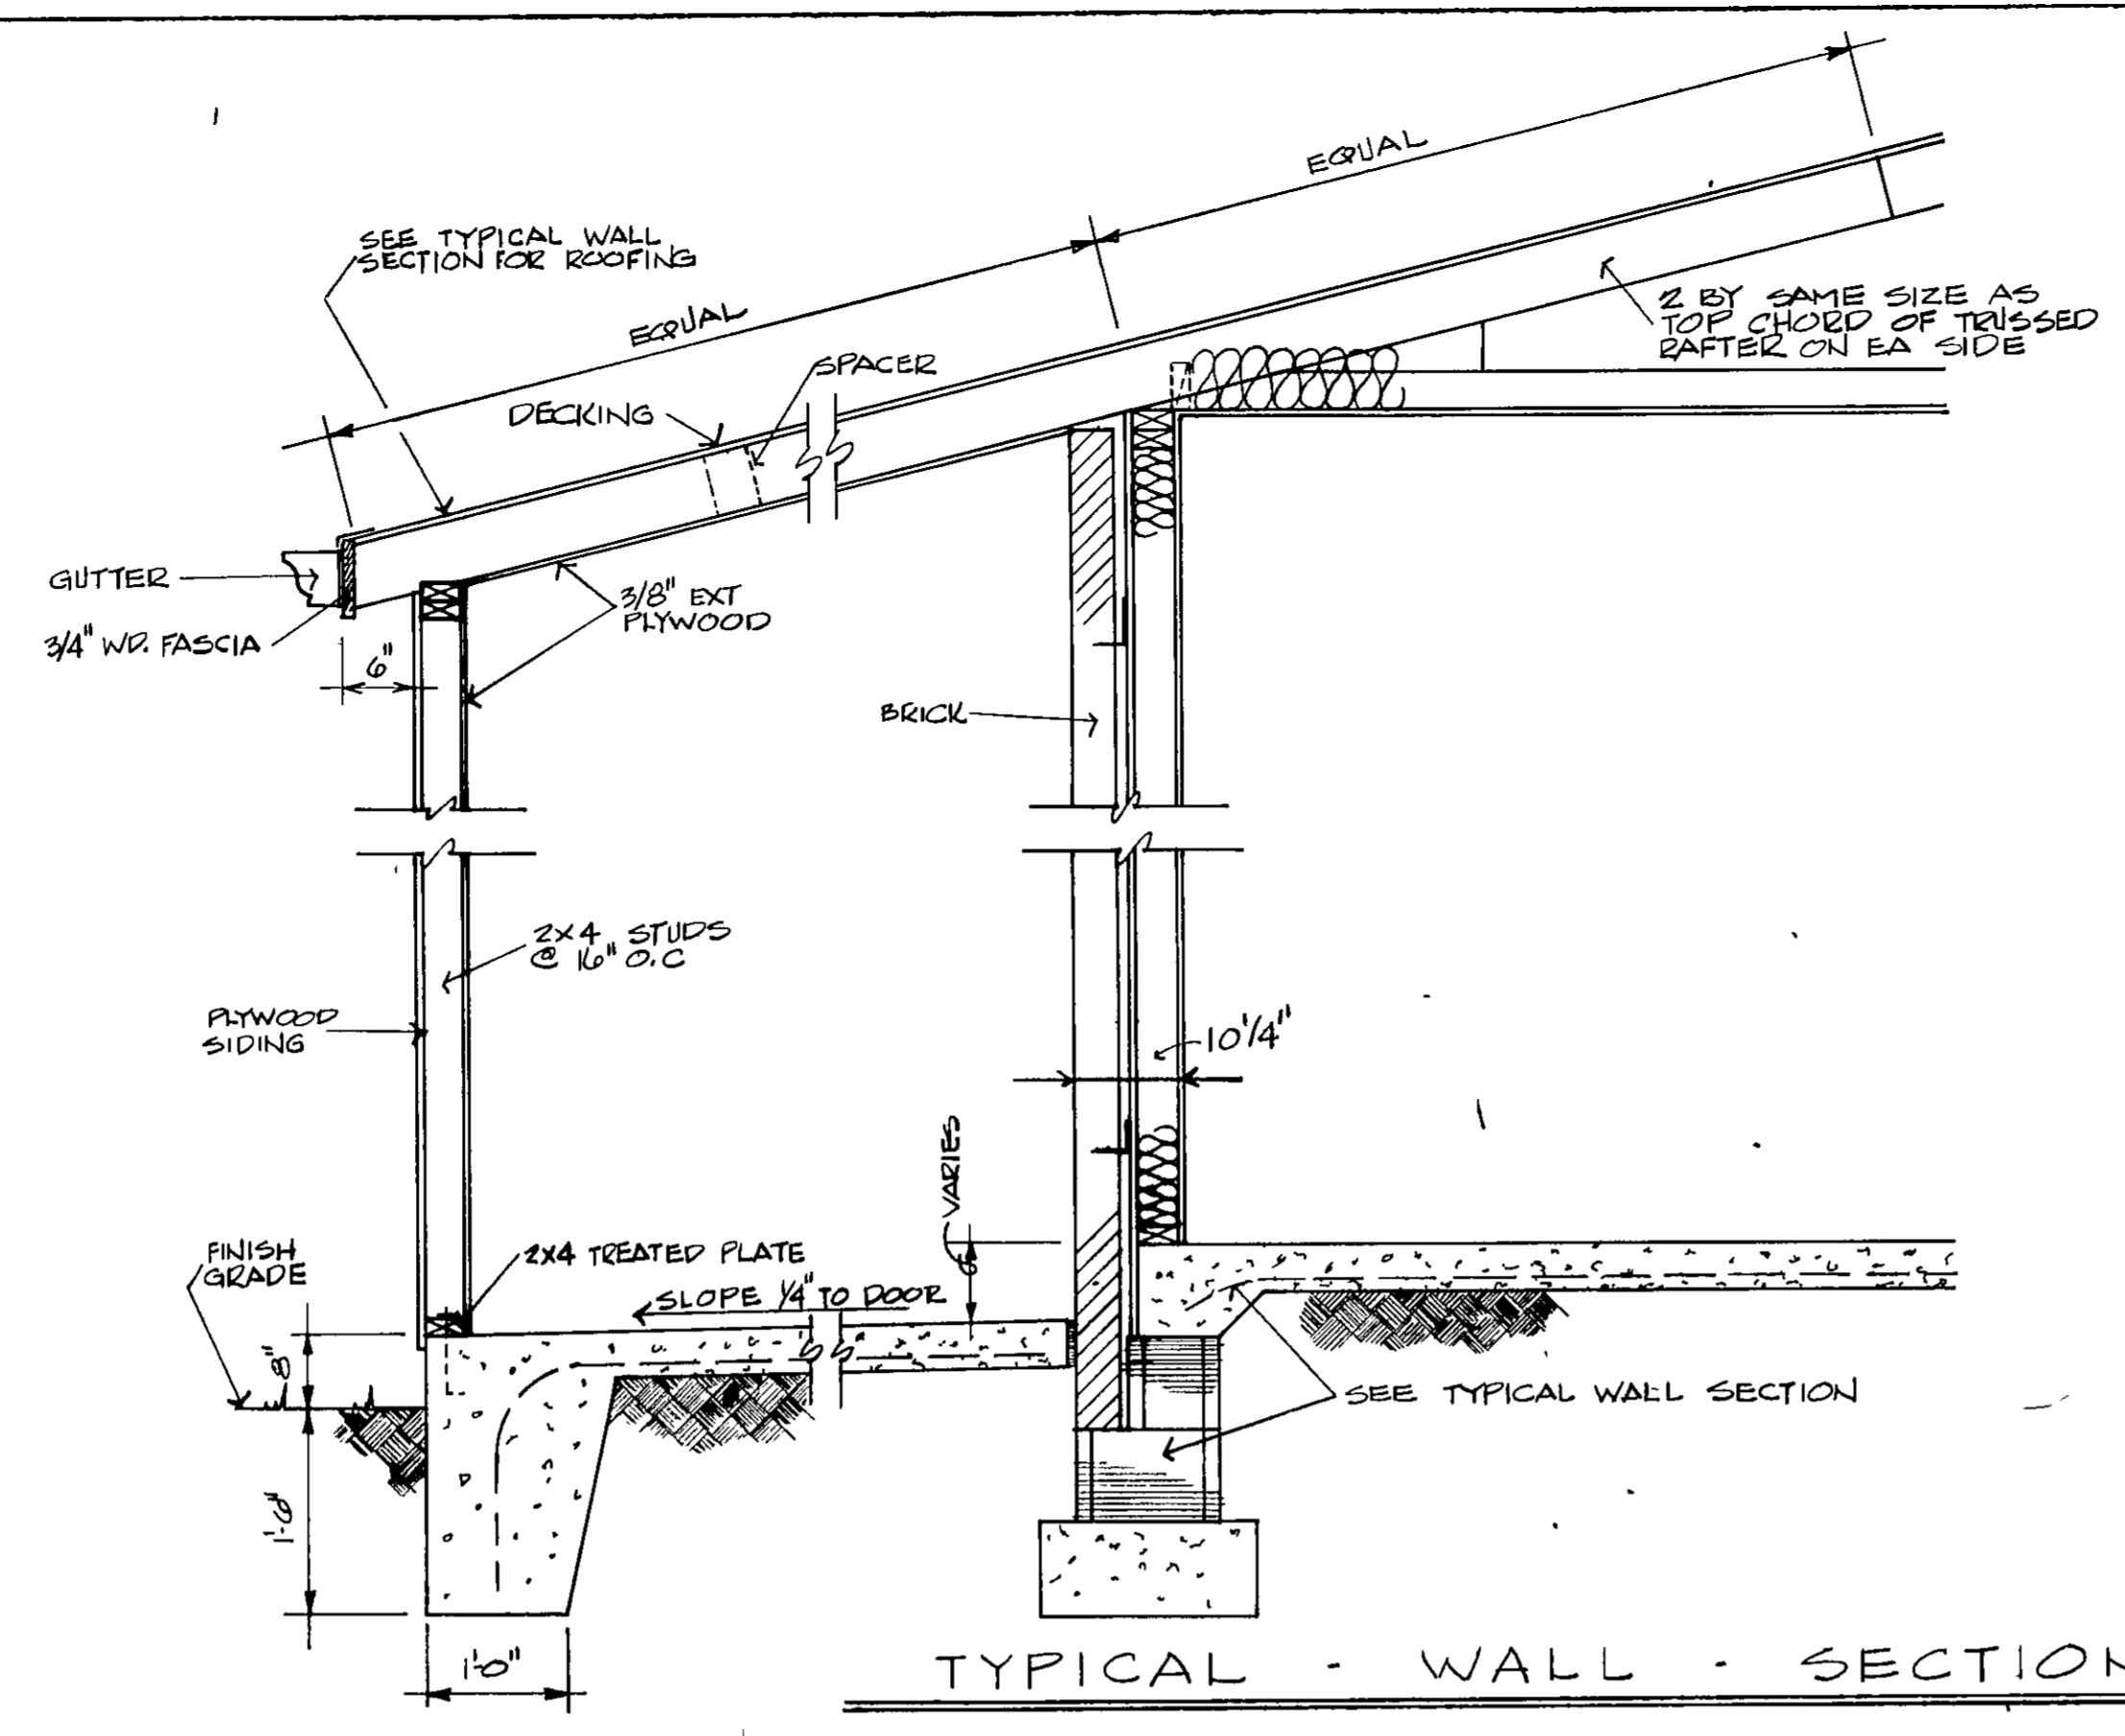 EQUAL
SEE TYPICAL WALL
SECTION FOR ROOFING
EQUAL
2 BY SAME SIZE AS
TOP CHORD OF TRUSSED
RAFTER ON EA SIDE
SPACER
DECKING
GUTTER
3/8" EXT
PLYWOOD
3/4" WD. FASCIA
6"
BRICK
2X4 STUDS
@ 16" O.C
PLYWOOD
SIDING
10 1/4"
VARIES
FINISH
GRADE
2X4 TREATED PLATE
SLOPE 1/4" TO DOOR
8"
SEE TYPICAL WALL SECTION
1'-0"
TYPICAL - WALL - SECTION